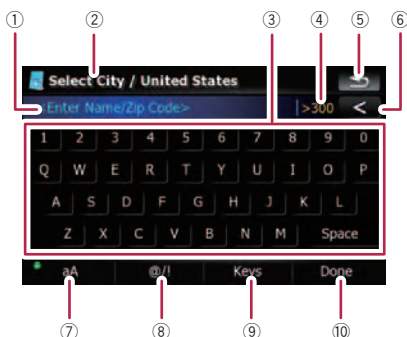 ① ② ③ ④ ⑤ ⑥
Select City / United States
<Enter Name/Zip Code> >300 <
1 2 3 4 5 6 7 8 9 0
Q W E R T Y U I O P
A S D F G H J K L
Z X C V B N M Space
aA @/! Keys Done
⑦ ⑧ ⑨ ⑩